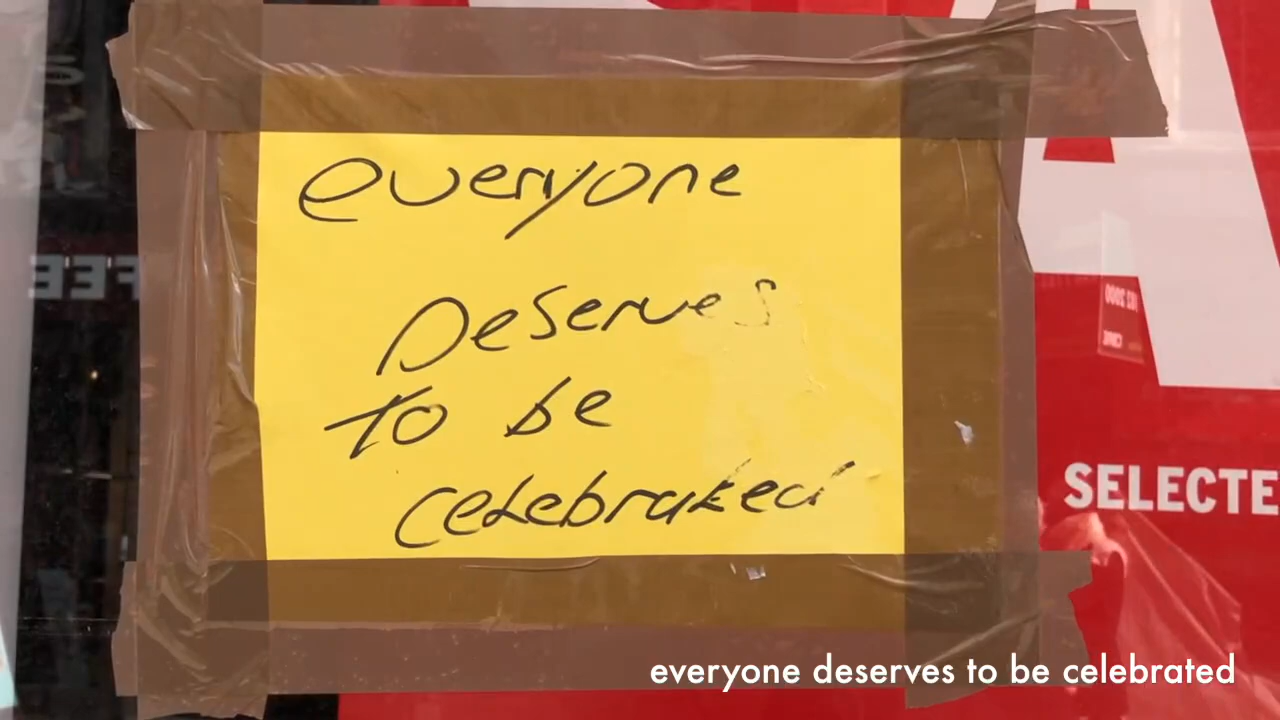 everyone
Deserves
to be
celebrated
SELECTE
everyone deserves to be celebrated